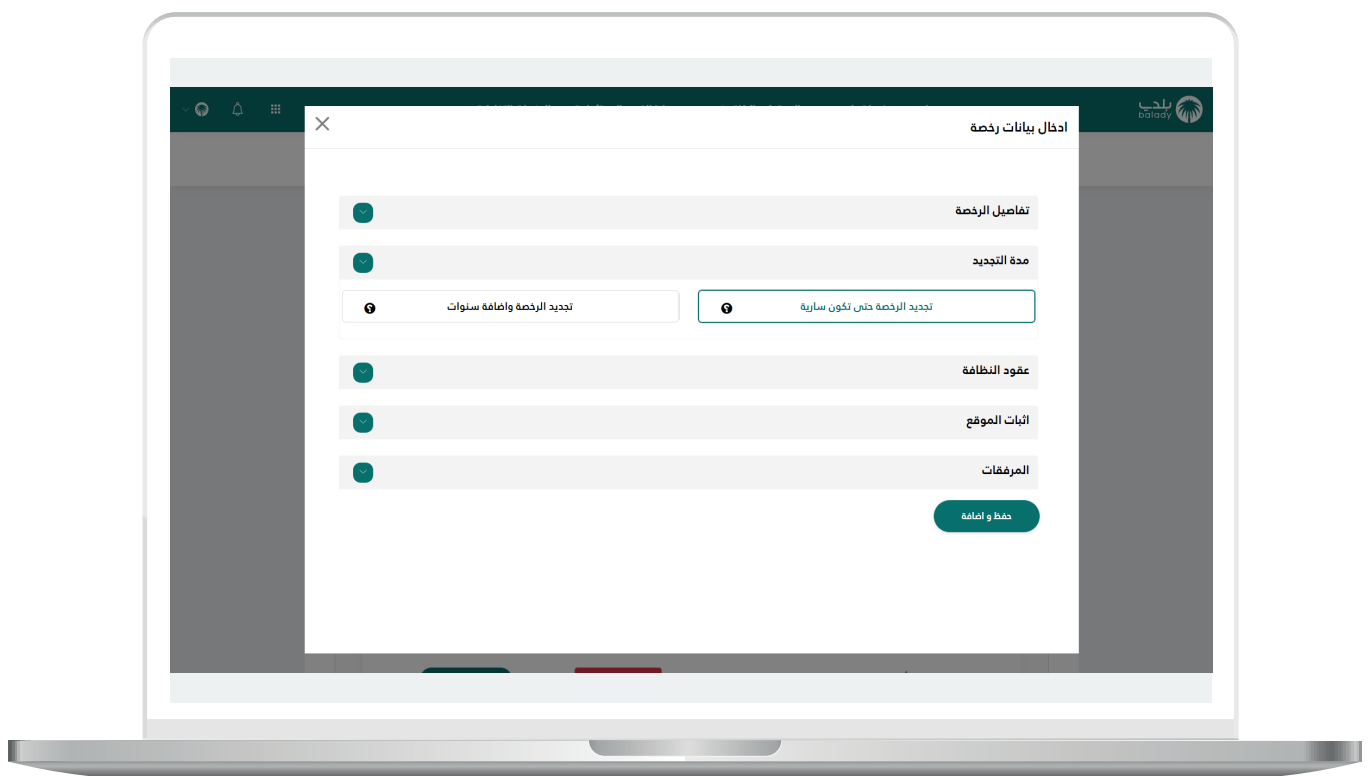 بلدي
balady
ادخال بيانات رخصة
تفاصيل الرخصة
مدة التجديد
تجديد الرخصة حتى تكون سارية
تجديد الرخصة واضافة سنوات
عقود النظافة
اثبات الموقع
المرفقات
حفظ و اضافة